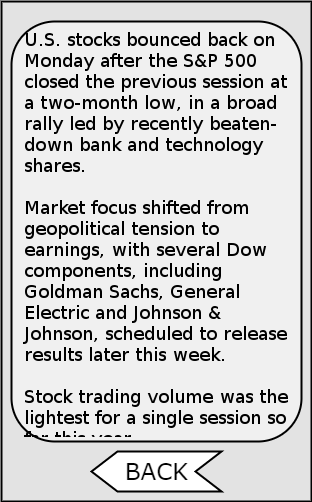 U.S. stocks bounced back on
Monday after the S&P 500
closed the previous session at
a two-month low, in a broad
rally led by recently beaten-
down bank and technology
shares.
Market focus shifted from
geopolitical tension to
earnings, with several Dow
components, including
Goldman Sachs, General
Electric and Johnson &
Johnson, scheduled to release
results later this week.
Stock trading volume was the
lightest for a single session so
far this year
BACK